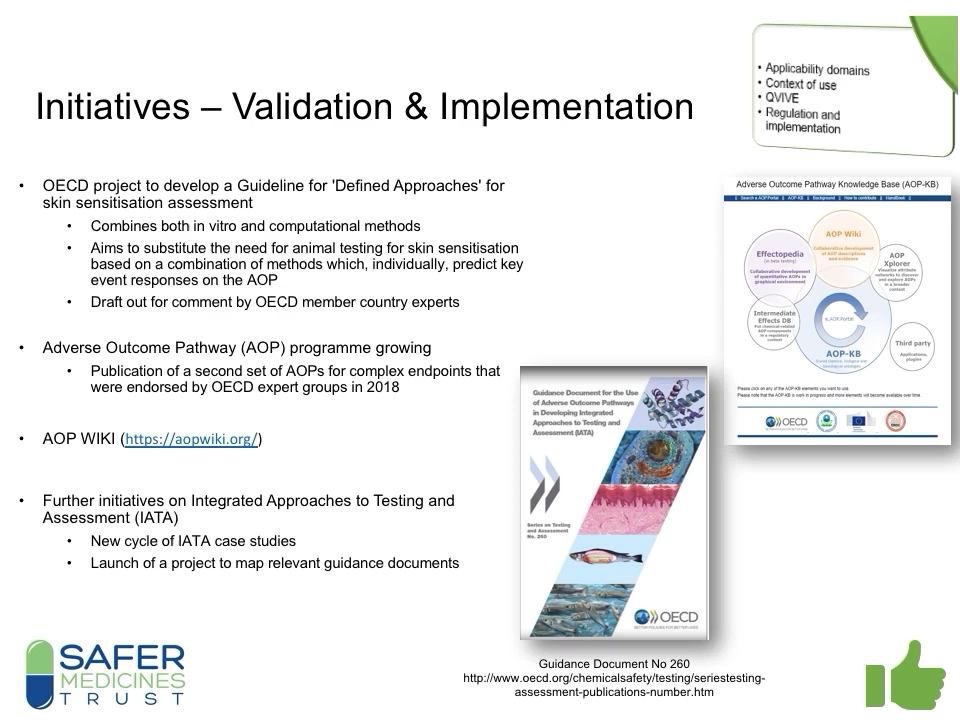 Initiatives – Validation & Implementation
• Applicability domains
• Context of use
• QVIVE
• Regulation and
implementation
• OECD project to develop a Guideline for 'Defined Approaches' for
skin sensitisation assessment
• Combines both in vitro and computational methods
• Aims to substitute the need for animal testing for skin sensitisation
based on a combination of methods which, individually, predict key
event responses on the AOP
• Draft out for comment by OECD member country experts
• Adverse Outcome Pathway (AOP) programme growing
• Publication of a second set of AOPs for complex endpoints that
were endorsed by OECD expert groups in 2018
• AOP WIKI (https://aopwiki.org/)
• Further initiatives on Integrated Approaches to Testing and
Assessment (IATA)
• New cycle of IATA case studies
• Launch of a project to map relevant guidance documents
Adverse Outcome Pathway Knowledge Base (AOP-KB)
|| Search e.AOP.Portal || AOP-KB || Background || How to contribute || Handbook ||
AOP Wiki
Collaborative development
of AOP descriptions
and evidence
Effectopedia
(in beta testing)
Collaborative development
of quantitative AOPs in
graphical environment
AOP
Xplorer
Visualise attribute
networks to discover
and explore AOPs
in a broader
context
Intermediate
Effects DB
Put chemical-related
AOP components
in a regulatory
context
e.AOP.Portal
AOP-KB
Third party
Applications,
plugins
Please click on any of the AOP-KB elements you want to use.
Please note that the AOP-KB is work in progress and more elements will become available over time
OECD
Guidance Document for the Use
of Adverse Outcome Pathways
in Developing Integrated
Approaches to Testing and
Assessment (IATA)
Series on Testing
and Assessment
No. 260
OECD
BETTER POLICIES FOR BETTER LIVES
Guidance Document No 260
http://www.oecd.org/chemicalsafety/testing/seriestesting-
assessment-publications-number.htm
SAFER
MEDICINES
TRUST